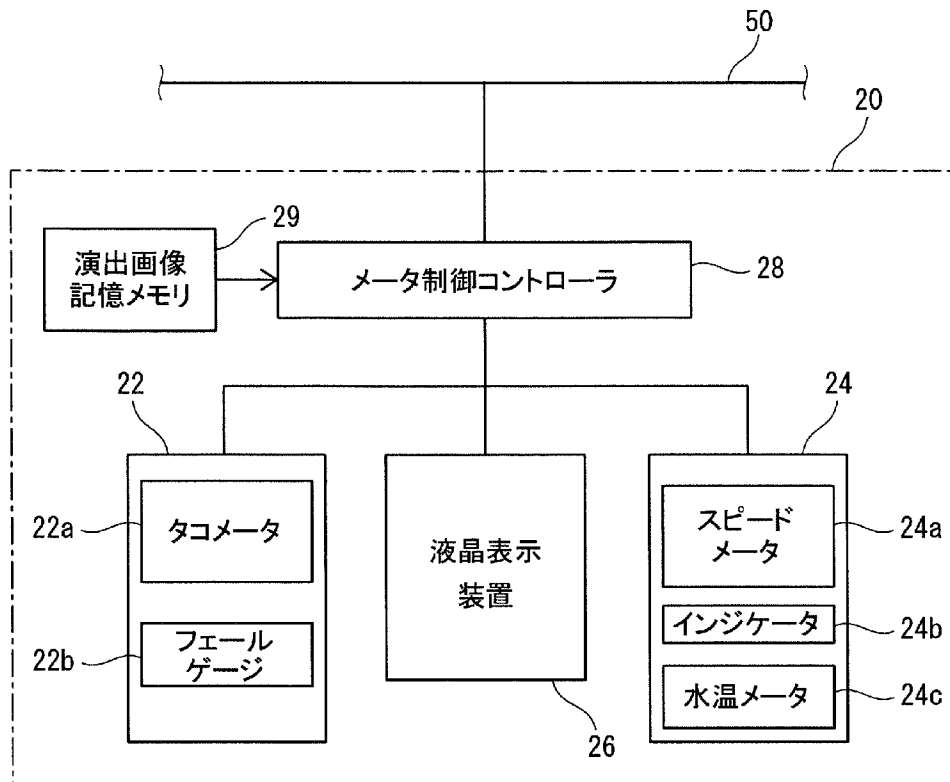 50
20
29
演出画像
記憶メモリ
メータ制御コントローラ
28
22
24
22a
タコメータ
液晶表示
装置
スピード
メータ
24a
22b
フェール
ゲージ
インジケータ
24b
水温メータ
24c
26